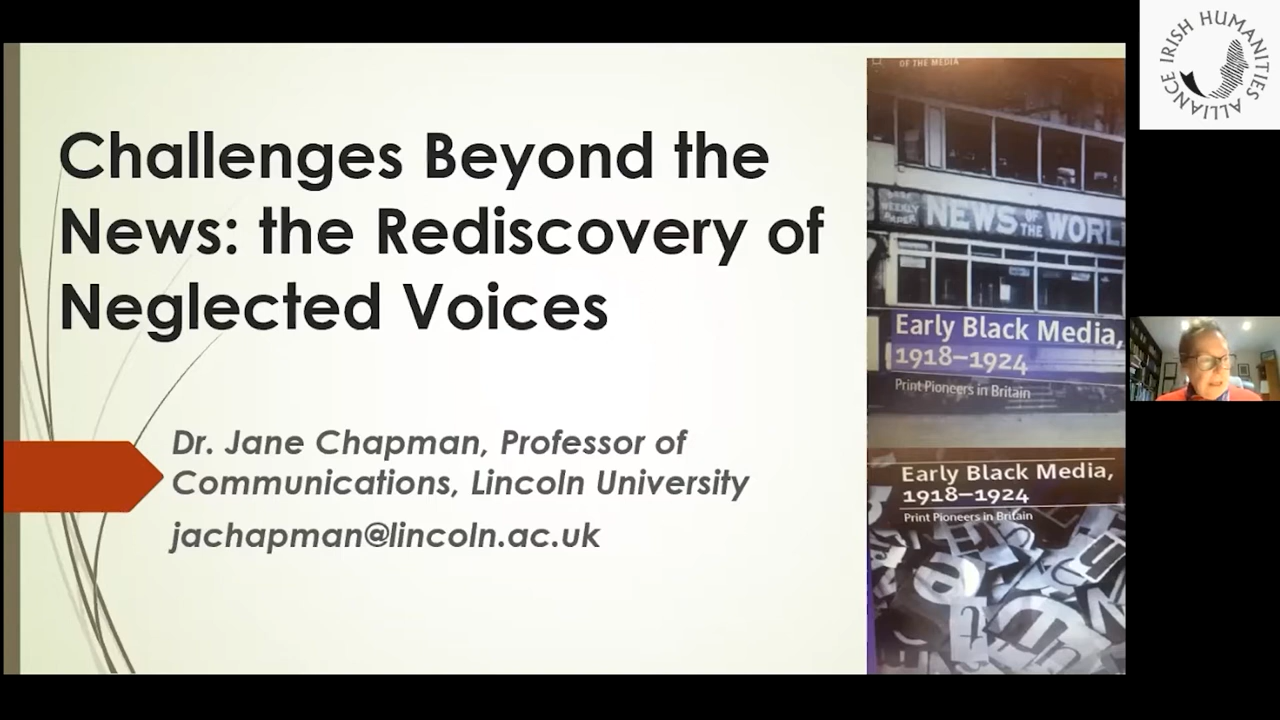 Challenges Beyond the
News: the Rediscovery of
Neglected Voices
Dr. Jane Chapman, Professor of
Communications, Lincoln University
jachapman@lincoln.ac.uk
OF THE MEDIA
WEEKLY
PAPER
NEWS OF THE WORL
Early Black Media,
1918–1924
Print Pioneers in Britain
Early Black Media,
1918–1924
Print Pioneers in Britain
IRISH HUMANITIES ALLIANCE